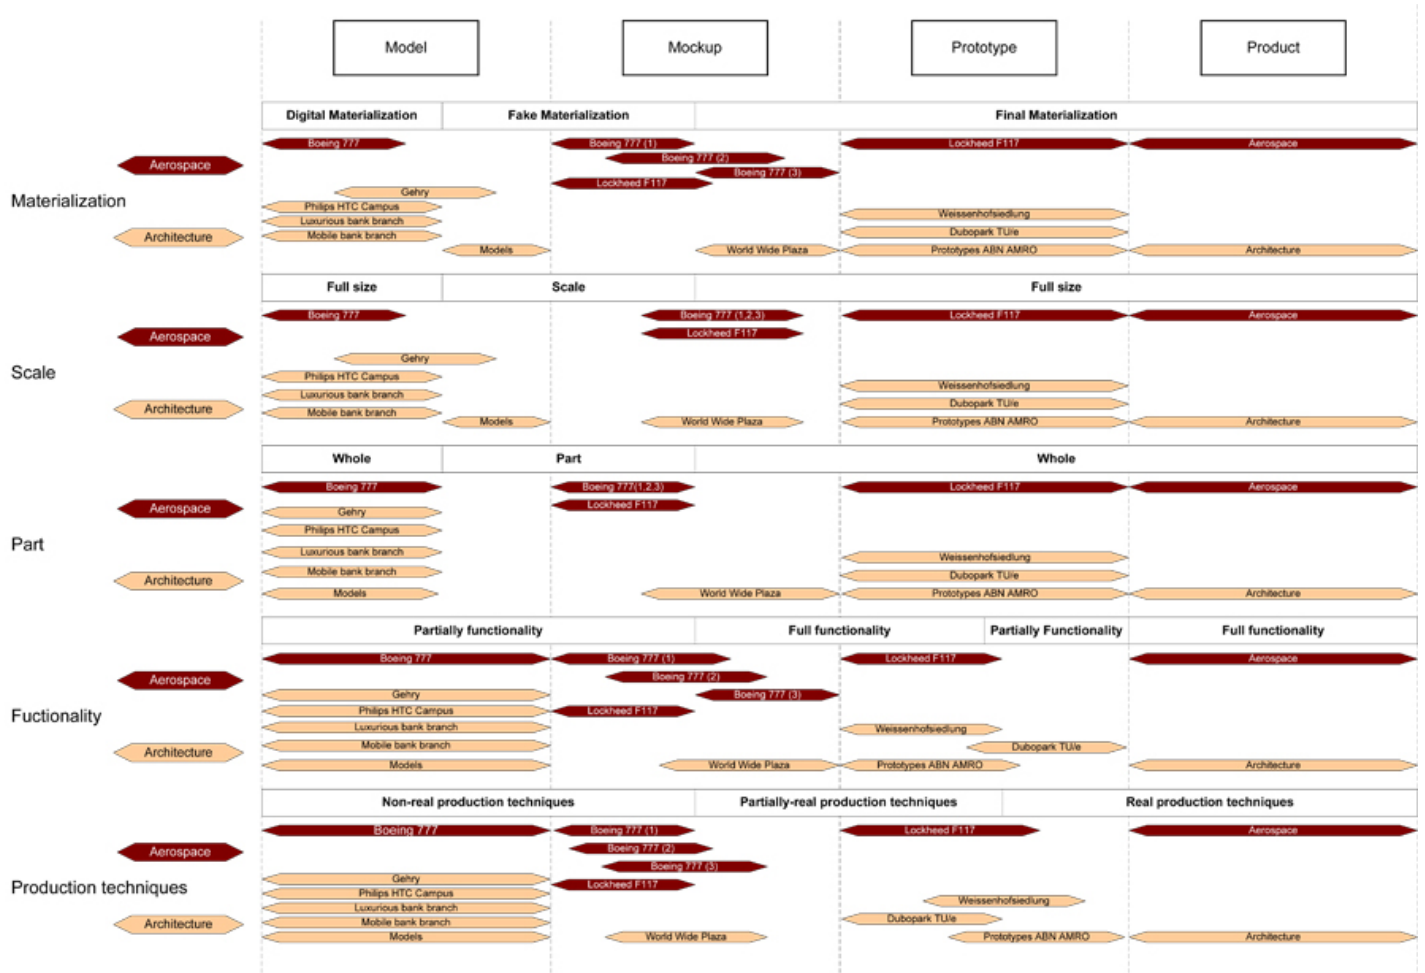 Model Mockup Prototype Product
Digital Materialization Fake Materialization Final Materialization
Boeing 777 Boeing 777 (1) Lockheed F117 Aerospace
Boeing 777 (2)
Aerospace
Boeing 777 (3)
Lockheed F117
Gehry
Materialization
Philips HTC Campus
Weissenhofsiedlung
Luxurious bank branch
Dubopark TU/e
Mobile bank branch
Architecture
Models World Wide Plaza Prototypes ABN AMRO Architecture
Full size Scale Full size
Boeing 777 Boeing 777 (1,2,3) Lockheed F117 Aerospace
Aerospace Lockheed F117
Gehry
Scale
Philips HTC Campus
Weissenhofsiedlung
Luxurious bank branch
Dubopark TU/e
Architecture Mobile bank branch
Models World Wide Plaza Prototypes ABN AMRO Architecture
Whole Part Whole
Boeing 777 Boeing 777(1,2,3) Lockheed F117 Aerospace
Aerospace Lockheed F117
Gehry
Philips HTC Campus
Part
Luxurious bank branch Weissenhofsiedlung
Mobile bank branch Dubopark TU/e
Architecture
Models World Wide Plaza Prototypes ABN AMRO Architecture
Partially functionality Full functionality Partially Functionality Full functionality
Boeing 777 Boeing 777 (1) Lockheed F117 Aerospace
Aerospace Boeing 777 (2)
Gehry Boeing 777 (3)
Fuctionality
Philips HTC Campus Lockheed F117
Luxurious bank branch Weissenhofsiedlung
Mobile bank branch Dubopark TU/e
Architecture
Models World Wide Plaza Prototypes ABN AMRO Architecture
Non-real production techniques Partially-real production techniques Real production techniques
Boeing 777 Boeing 777 (1) Lockheed F117 Aerospace
Aerospace Boeing 777 (2)
Boeing 777 (3)
Gehry
Production techniques Lockheed F117
Philips HTC Campus
Weissenhofsiedlung
Luxurious bank branch
Dubopark TU/e
Architecture Mobile bank branch
Models World Wide Plaza Prototypes ABN AMRO Architecture